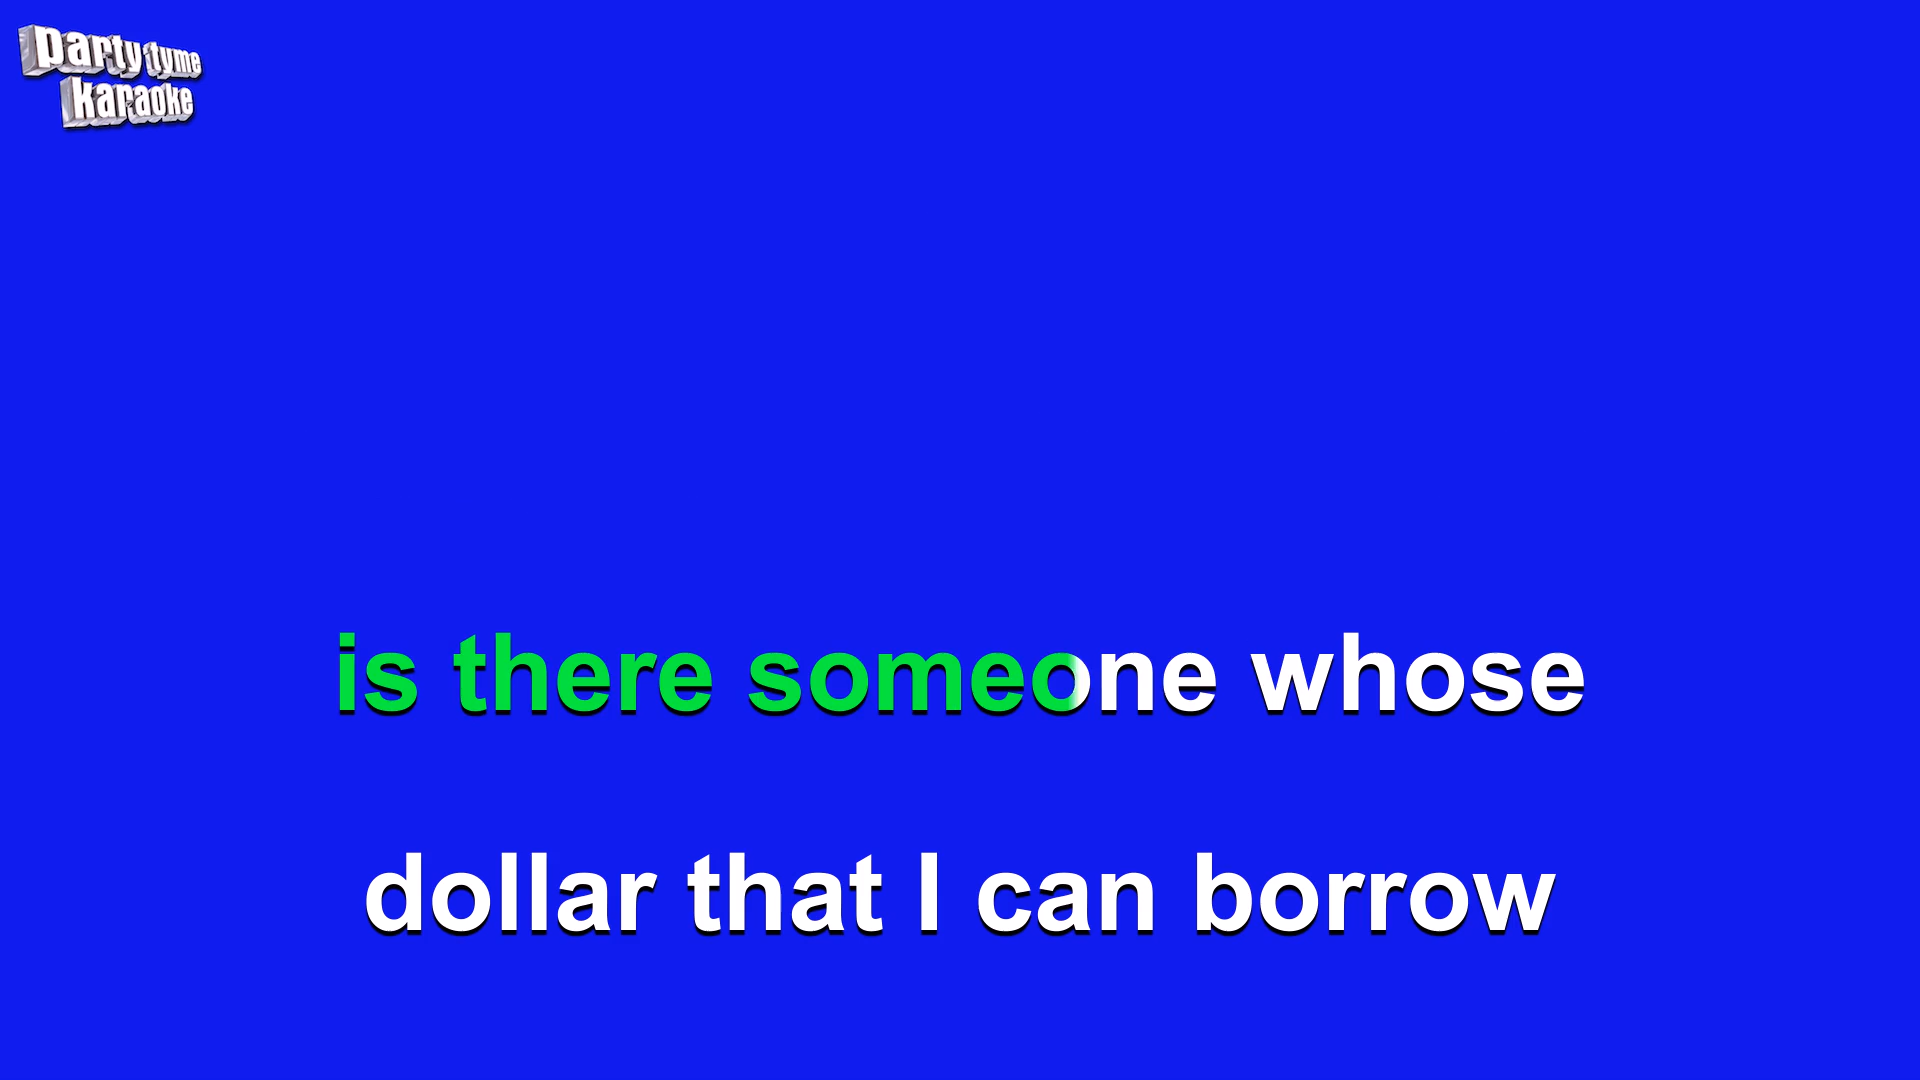 party tyme
karaoke
is there someone whose
dollar that I can borrow